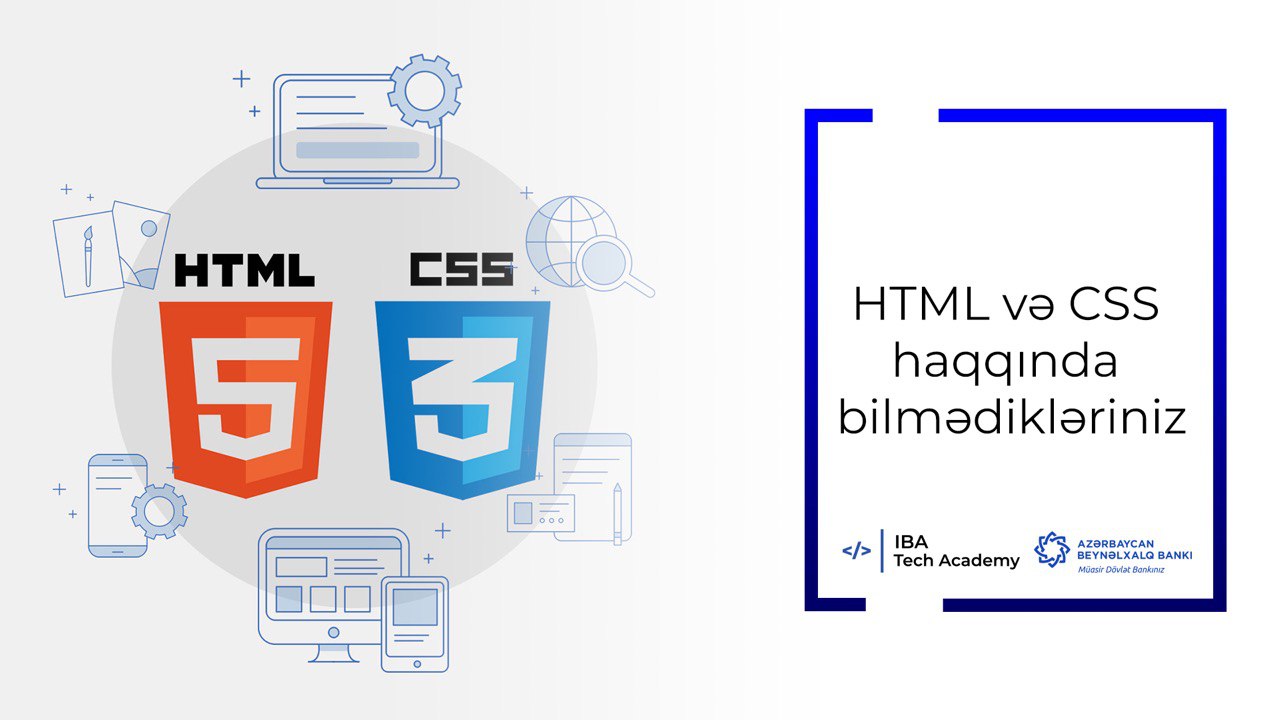 HTML
CSS
5
3
HTML və CSS
haqqında
bilmədikləriniz
</> IBA
Tech Academy
AZƏRBAYCAN
BEYNƏLXALQ BANKI
Müasir Dövlət Bankınız